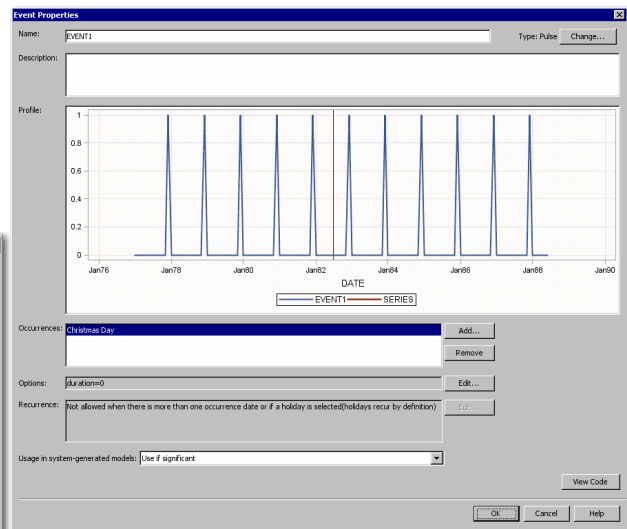 Event Properties
Name: EVENT1 Type: Pulse Change...
Description:
Profile:
1
0.8
0.6
0.4
0.2
0
Jan76 Jan78 Jan80 Jan82 Jan84 Jan86 Jan88 Jan90
DATE
EVENT1 SERIES
Occurrences: Christmas Day Add...
Remove
Options: duration=0 Edit...
Recurrence: Not allowed when there is more than one occurrence date or if a holiday is selected(holidays recur by definition) Edit...
Usage in system-generated models: Use if significant
View Code
OK Cancel Help